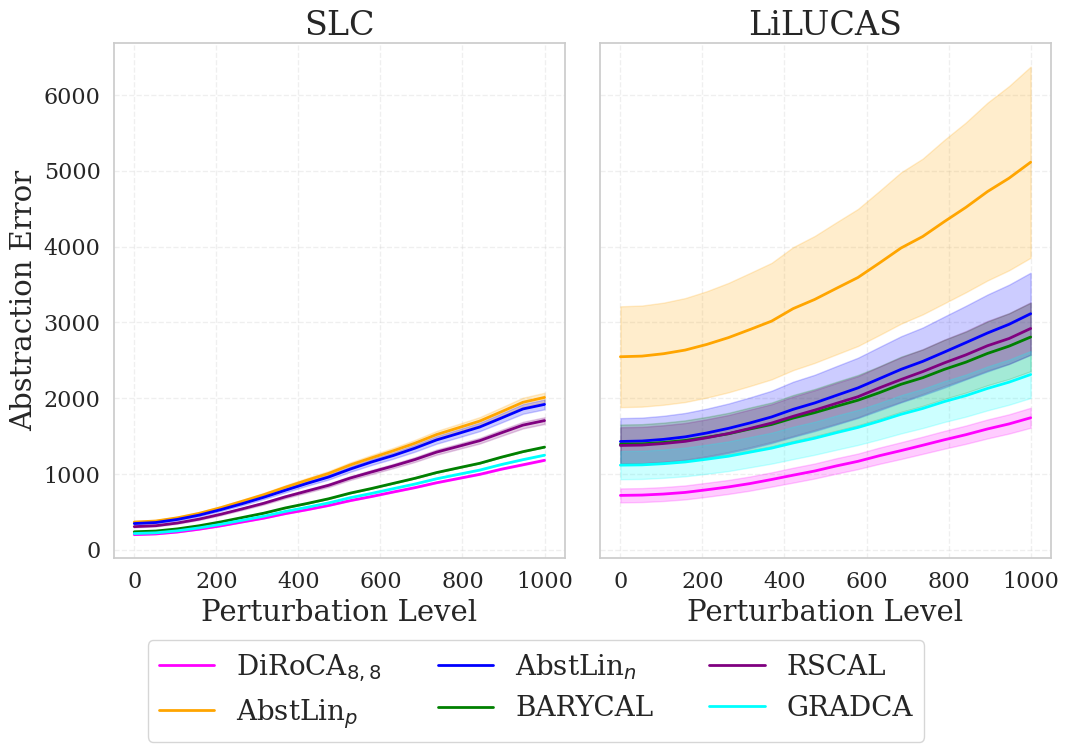 SLC
LiLUCAS
Abstraction Error
6000
5000
4000
3000
2000
1000
0
0 200 400 600 800 1000
0 200 400 600 800 1000
Perturbation Level
Perturbation Level
DiRoCA8,8
AbstLinn
RSCAL
AbstLinp
BARYCAL
GRADCA